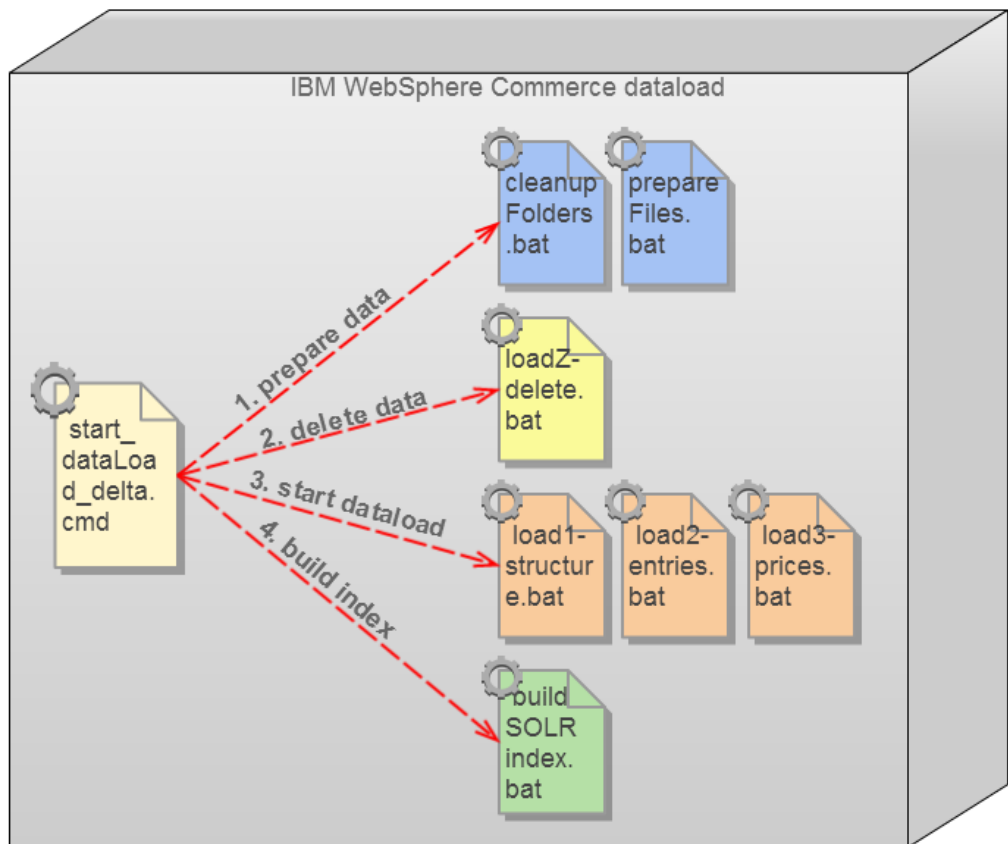 IBM WebSphere Commerce dataload
cleanup
Folders
.bat
prepare
Files.
bat
1. prepare data
loadZ-
delete.
bat
2. delete data
start_
dataLoa
d_delta.
cmd
3. start dataload
load1-
structur
e.bat
load2-
entries.
bat
load3-
prices.
bat
4. build index
build
SOLR
index.
bat